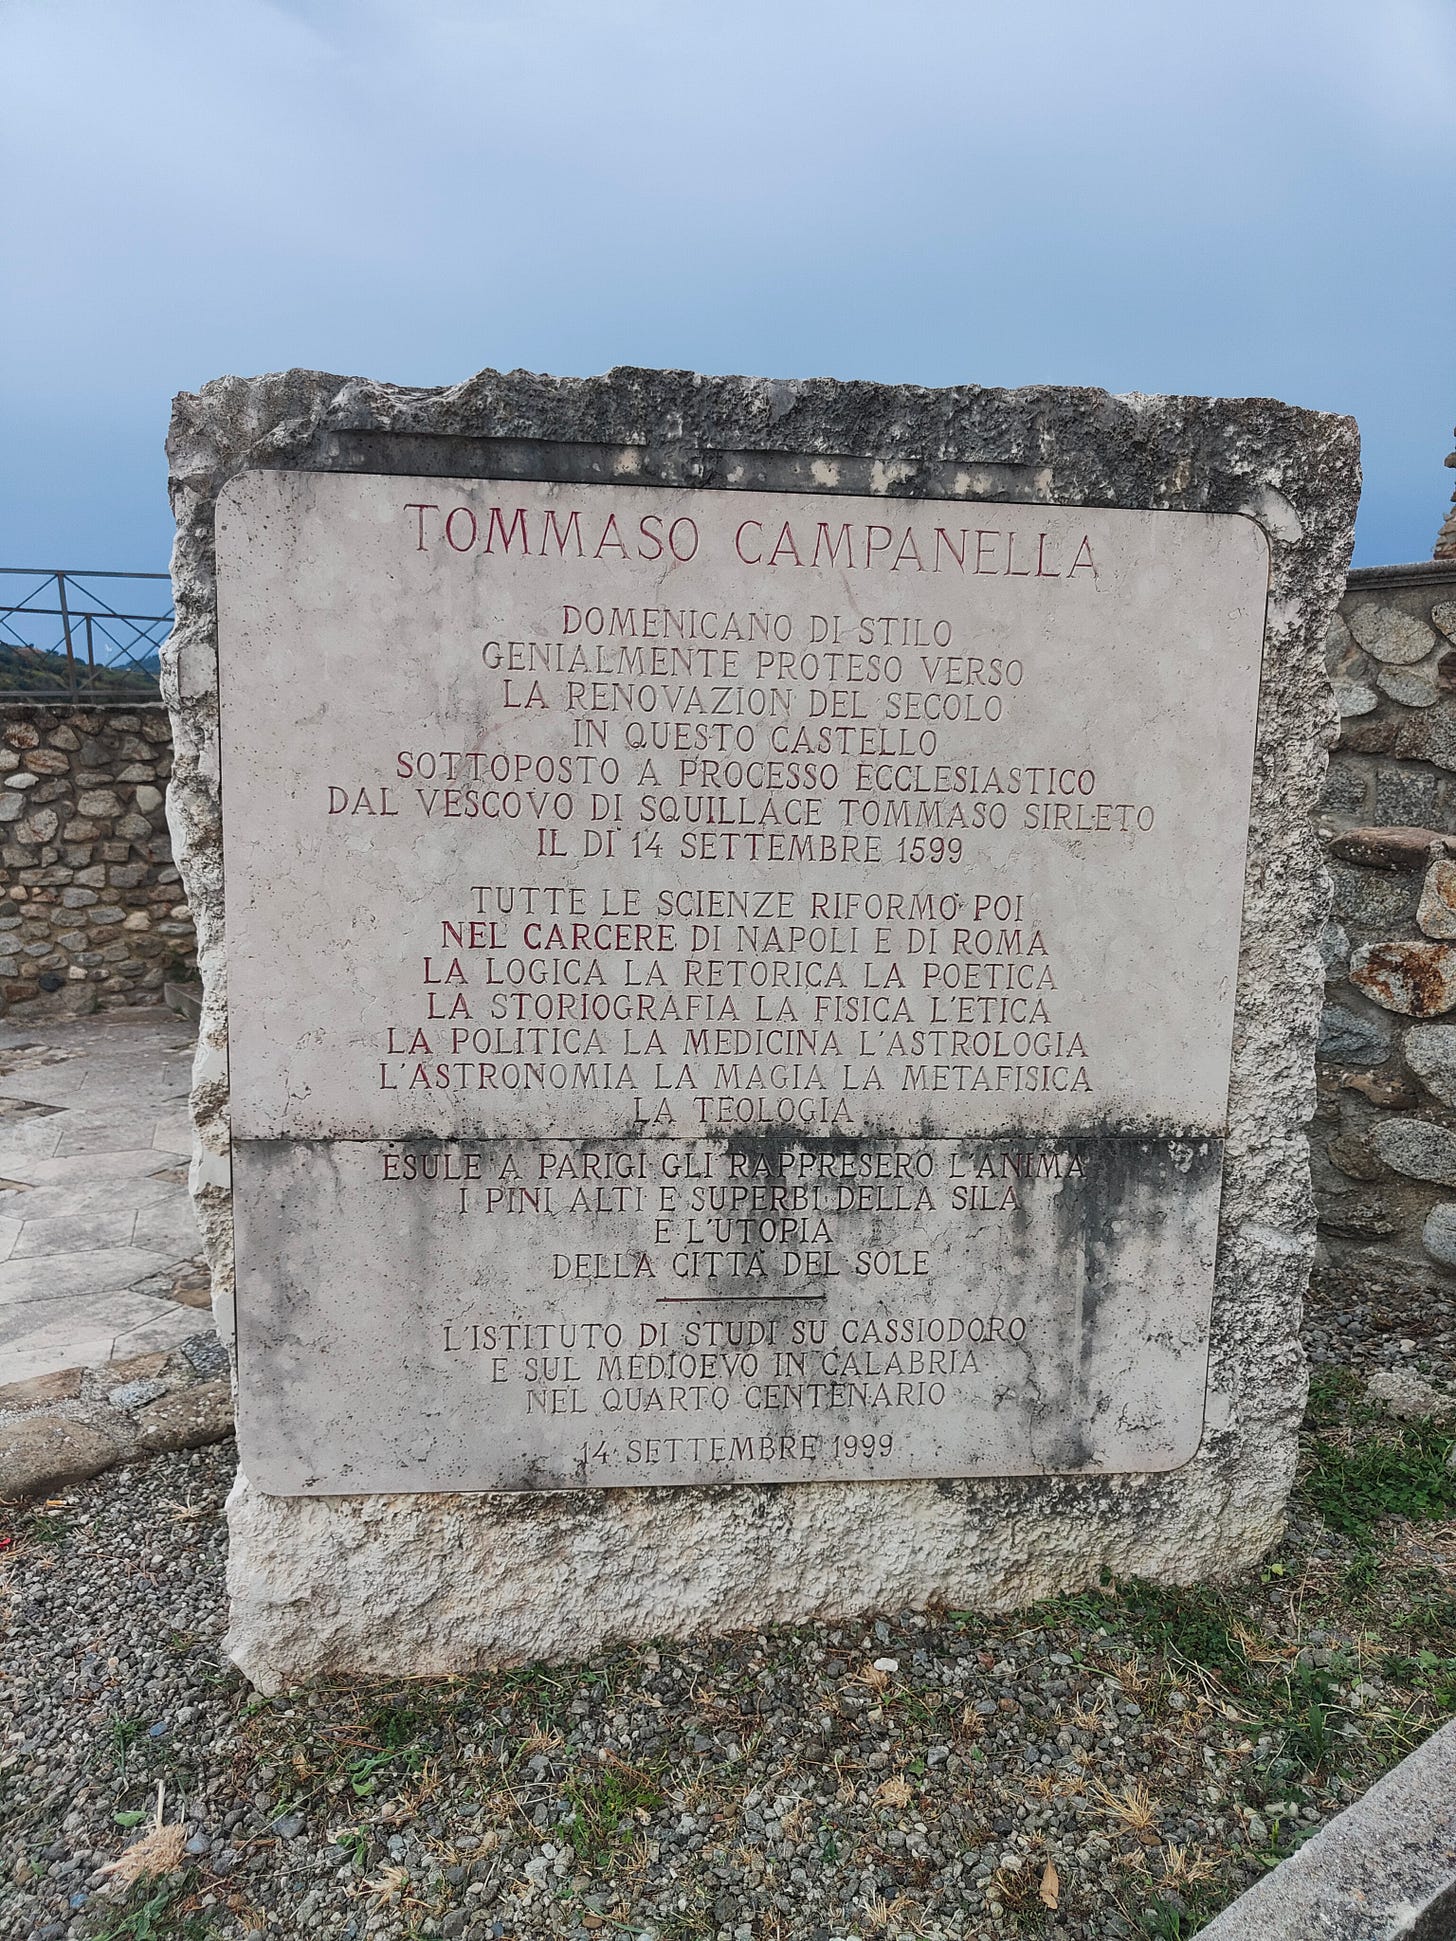 TOMMASO CAMPANELLA
DOMENICANO DI STILO
GENIALMENTE PROTESO VERSO
LA RENOVAZION DEL SECOLO
IN QUESTO CASTELLO
SOTTOPOSTO A PROCESSO ECCLESIASTICO
DAL VESCOVO DI SQUILLACE TOMMASO SIRLETO
IL DI 14 SETTEMBRE 1599
TUTTE LE SCIENZE RIFORMO' POI
NEL CARCERE DI NAPOLI E DI ROMA
LA LOGICA LA RETORICA LA POETICA
LA STORIOGRAFIA LA FISICA L'ETICA
LA POLITICA LA MEDICINA L'ASTROLOGIA
L'ASTRONOMIA LA MAGIA LA METAFISICA
LA TEOLOGIA
ESULE A PARIGI GLI RAPPRESERO L'ANIMA
I PINI ALTI E SUPERBI DELLA SILA
E L'UTOPIA
DELLA CITTÀ DEL SOLE
L'ISTITUTO DI STUDI SU CASSIODORO
E SUL MEDIOEVO IN CALABRIA
NEL QUARTO CENTENARIO
14 SETTEMBRE 1999